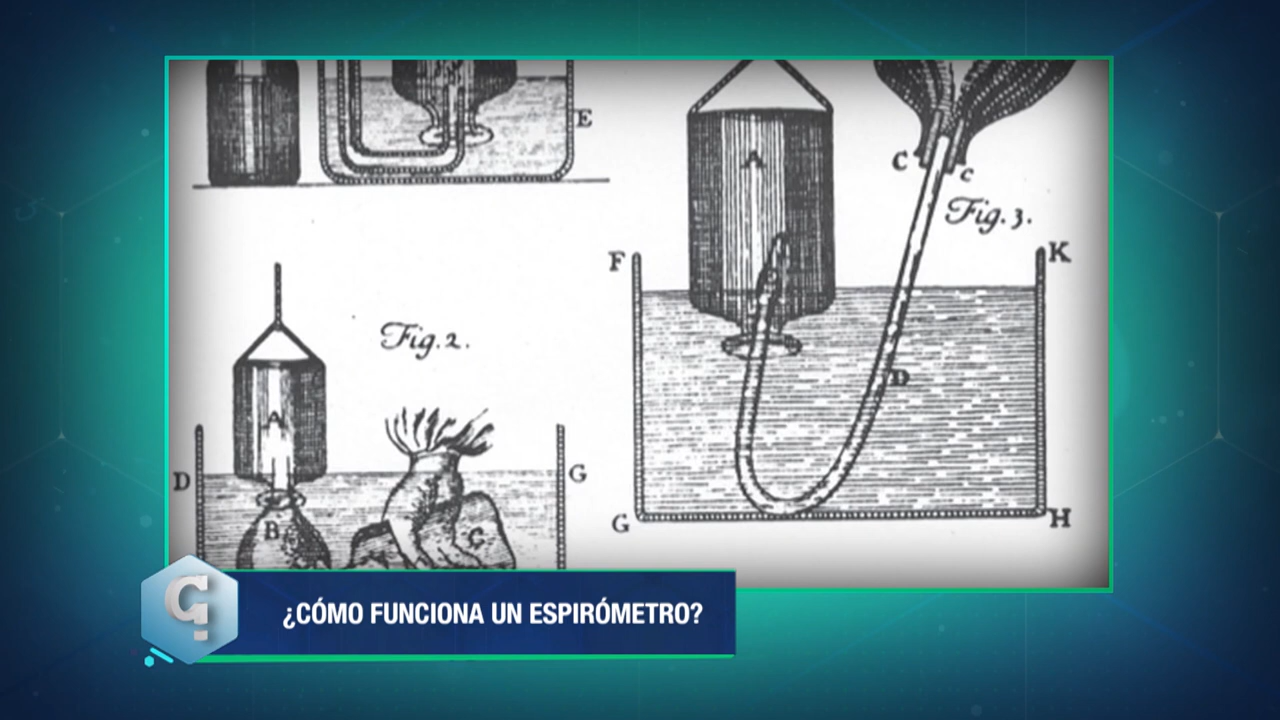 E
A
C
c
Fig. 3.
F
K
Fig. 2.
D
A
D
G
B
C
G
H
¿CÓMO FUNCIONA UN ESPIRÓMETRO?